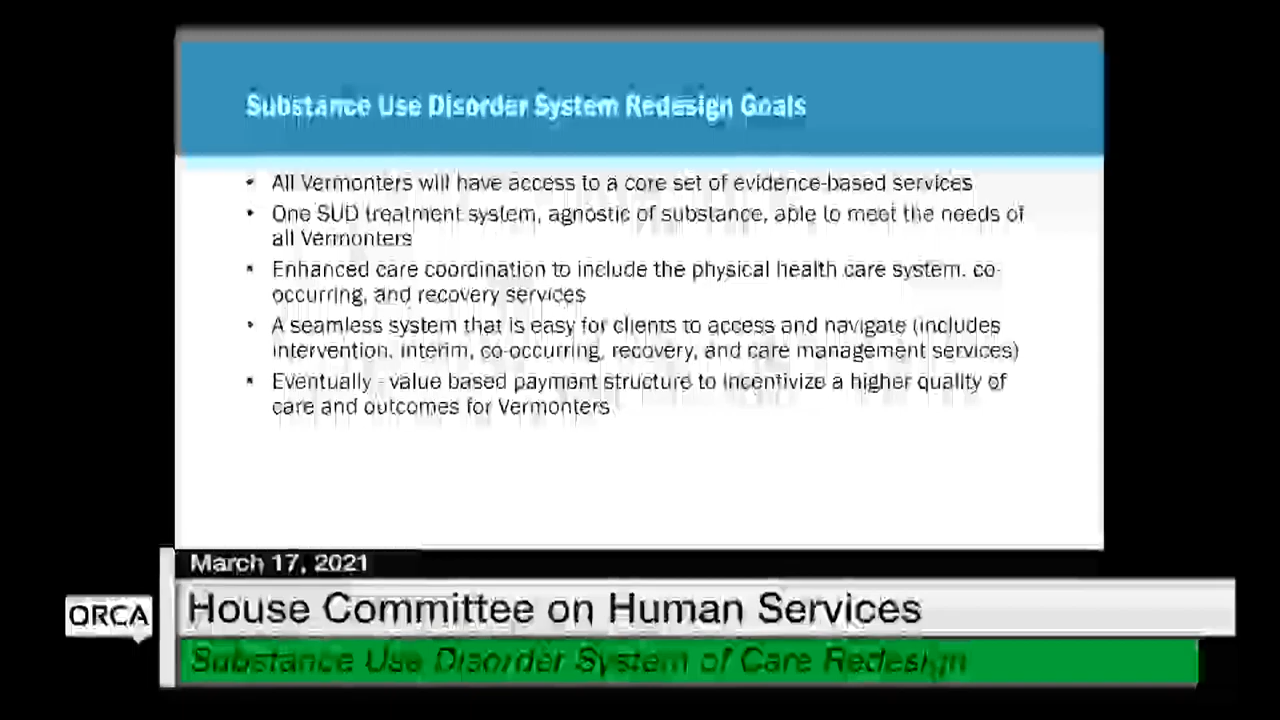 Substance Use Disorder System Redesign Goals
• All Vermonters will have access to a core set of evidence-based services
• One SUD treatment system, agnostic of substance, able to meet the needs of
all Vermonters
• Enhanced care coordination to include the physical health care system, co-
occurring, and recovery services
• A seamless system that is easy for clients to access and navigate (includes
intervention, interim, co-occurring, recovery, and care management services)
• Eventually - value based payment structure to incentivize a higher quality of
care and outcomes for Vermonters
March 17, 2021
ORCA
House Committee on Human Services
Substance Use Disorder System of Care Redesign